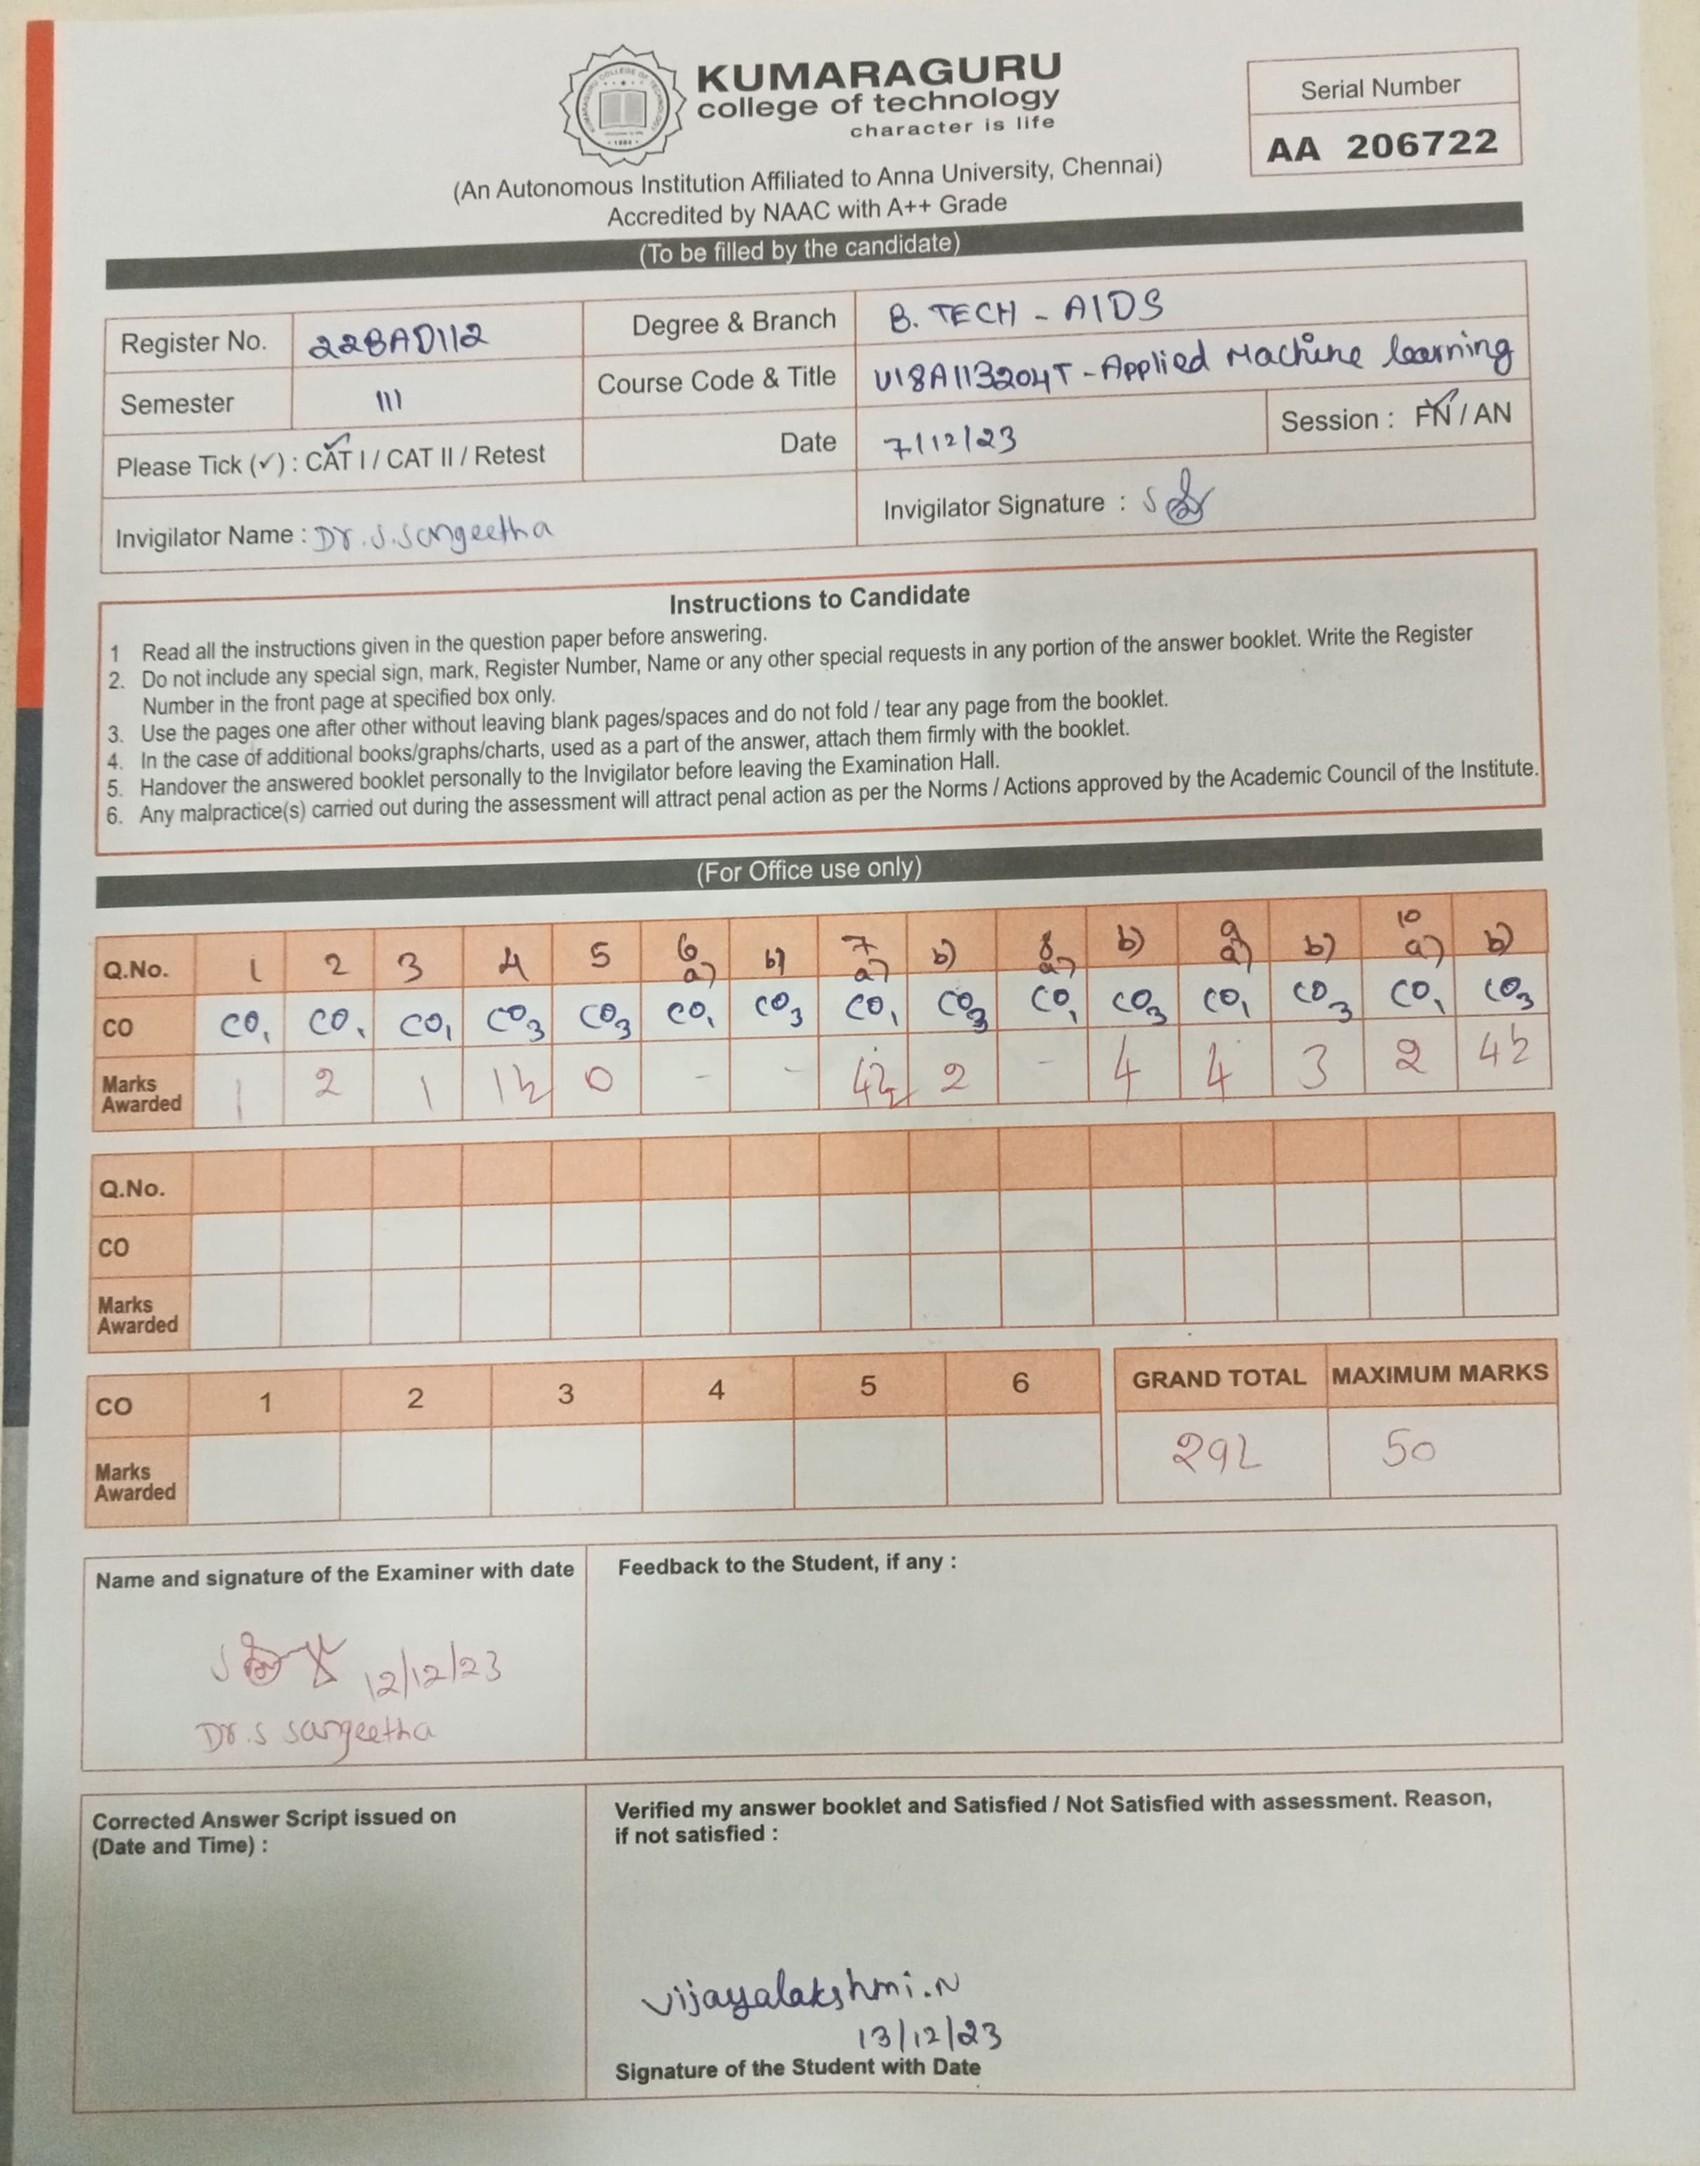 KUMARAGURU
college of technology
character is life
Serial Number
AA 206722
(An Autonomous Institution Affiliated to Anna University, Chennai)
Accredited by NAAC with A++ Grade
(To be filled by the candidate)
Register No. 22BAD112 Degree & Branch B. TECH - AIDS
Semester III Course Code & Title U18AI13204T - Applied Machine learning
Please Tick (✓) : CAT I / CAT II / Retest Date 7/12/23 Session : FN / AN
Invigilator Name : Dr. S. Sangeetha Invigilator Signature :
Instructions to Candidate
1 Read all the instructions given in the question paper before answering.
2. Do not include any special sign, mark, Register Number, Name or any other special requests in any portion of the answer booklet. Write the Register
Number in the front page at specified box only.
3. Use the pages one after other without leaving blank pages/spaces and do not fold / tear any page from the booklet.
4. In the case of additional books/graphs/charts, used as a part of the answer, attach them firmly with the booklet.
5. Handover the answered booklet personally to the Invigilator before leaving the Examination Hall.
6. Any malpractice(s) carried out during the assessment will attract penal action as per the Norms / Actions approved by the Academic Council of the Institute.
(For Office use only)
Q.No. 1 2 3 4 5 6 a) b) 7 a) b) 8 a) b) 9 a) b) 10 a) b)
CO CO1 CO1 CO1 CO3 CO3 CO1 CO3 CO1 CO3 CO1 CO3 CO1 CO3 CO1 CO3
Marks Awarded 1 2 1 1½ 0 - - 4½ 2 - 4 4 3 2 4½
Q.No.
CO
Marks Awarded
CO 1 2 3 4 5 6 GRAND TOTAL MAXIMUM MARKS
Marks Awarded 29½ 50
Name and signature of the Examiner with date
12/12/23
Dr. S Sangeetha
Feedback to the Student, if any :
Corrected Answer Script issued on
(Date and Time) :
Verified my answer booklet and Satisfied / Not Satisfied with assessment. Reason,
if not satisfied :
Vijayalakshmi.N
13/12/23
Signature of the Student with Date